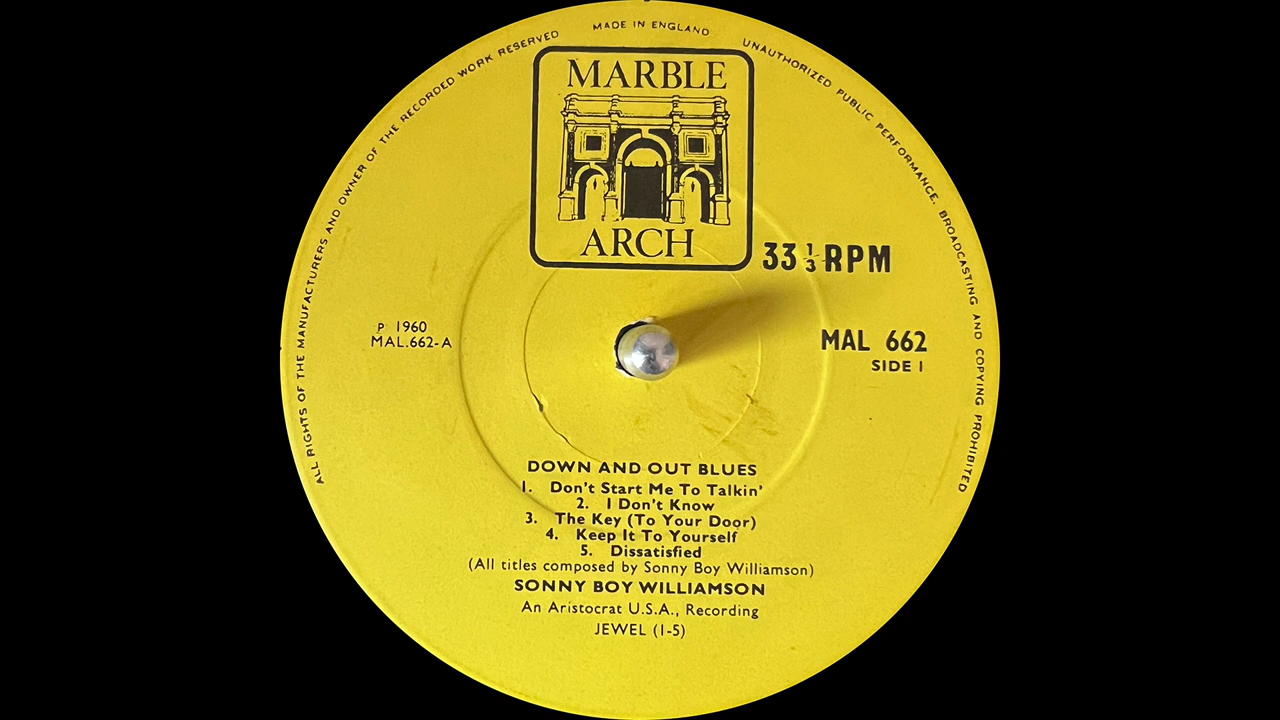 ALL RIGHTS OF THE MANUFACTURERS AND OWNER OF THE RECORDED WORK RESERVED
MADE IN ENGLAND
UNAUTHORIZED PUBLIC PERFORMANCE, BROADCASTING AND COPYING PROHIBITED
MARBLE
ARCH
33 1/3 RPM
P 1960
MAL.662-A
MAL 662
SIDE 1
DOWN AND OUT BLUES
1. Don't Start Me To Talkin'
2. I Don't Know
3. The Key (To Your Door)
4. Keep It To Yourself
5. Dissatisfied
(All titles composed by Sonny Boy Williamson)
SONNY BOY WILLIAMSON
An Aristocrat U.S.A., Recording
JEWEL (1-5)